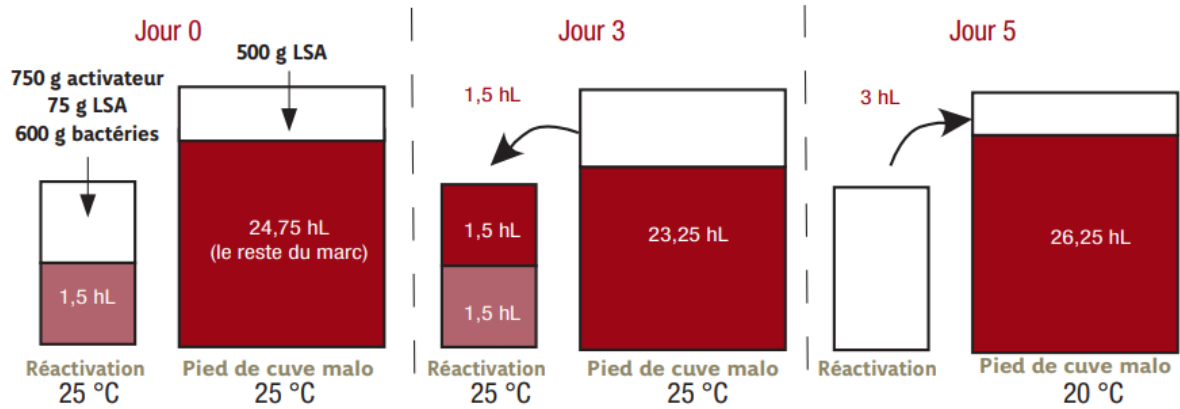 Jour 0
750 g activateur
75 g LSA
600 g bactéries
500 g LSA
1,5 hL
24,75 hL
(le reste du marc)
Réactivation
25 °C
Pied de cuve malo
25 °C
Jour 3
1,5 hL
1,5 hL
1,5 hL
23,25 hL
Réactivation
25 °C
Pied de cuve malo
25 °C
Jour 5
3 hL
26,25 hL
Réactivation
Pied de cuve malo
20 °C